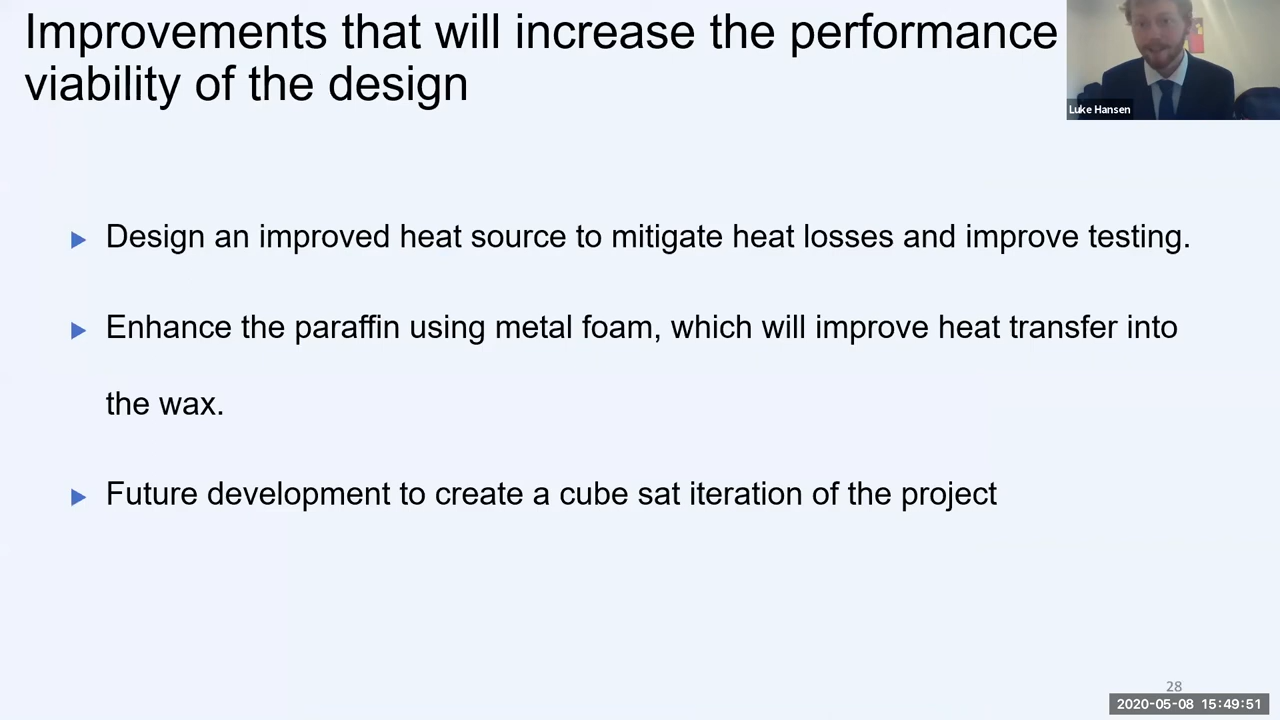 Improvements that will increase the performance
viability of the design
Luke Hansen
Design an improved heat source to mitigate heat losses and improve testing.
Enhance the paraffin using metal foam, which will improve heat transfer into
the wax.
Future development to create a cube sat iteration of the project
28
2020-05-08 15:49:51